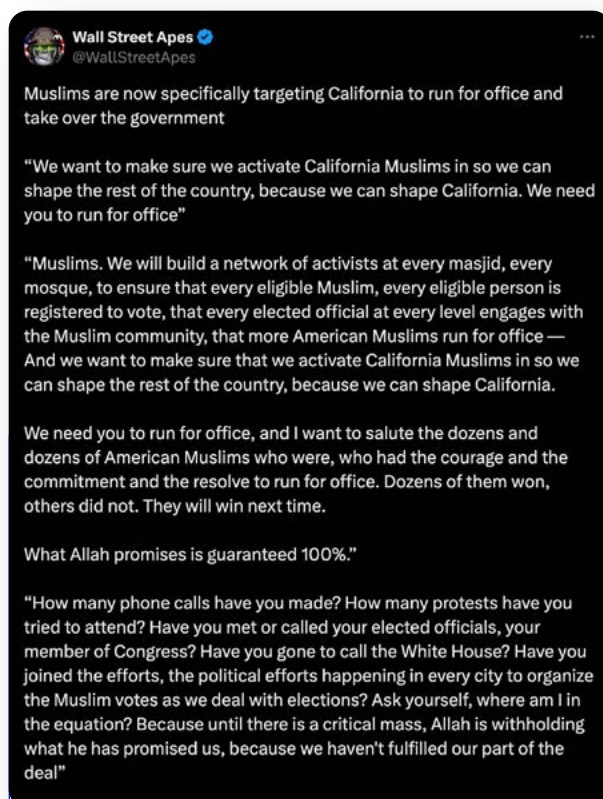 Wall Street Apes
@WallStreetApes
Muslims are now specifically targeting California to run for office and
take over the government
“We want to make sure we activate California Muslims in so we can
shape the rest of the country, because we can shape California. We need
you to run for office”
“Muslims. We will build a network of activists at every masjid, every
mosque, to ensure that every eligible Muslim, every eligible person is
registered to vote, that every elected official at every level engages with
the Muslim community, that more American Muslims run for office —
And we want to make sure that we activate California Muslims in so we
can shape the rest of the country, because we can shape California.
We need you to run for office, and I want to salute the dozens and
dozens of American Muslims who were, who had the courage and the
commitment and the resolve to run for office. Dozens of them won,
others did not. They will win next time.
What Allah promises is guaranteed 100%.”
“How many phone calls have you made? How many protests have you
tried to attend? Have you met or called your elected officials, your
member of Congress? Have you gone to call the White House? Have you
joined the efforts, the political efforts happening in every city to organize
the Muslim votes as we deal with elections? Ask yourself, where am I in
the equation? Because until there is a critical mass, Allah is withholding
what he has promised us, because we haven't fulfilled our part of the
deal”